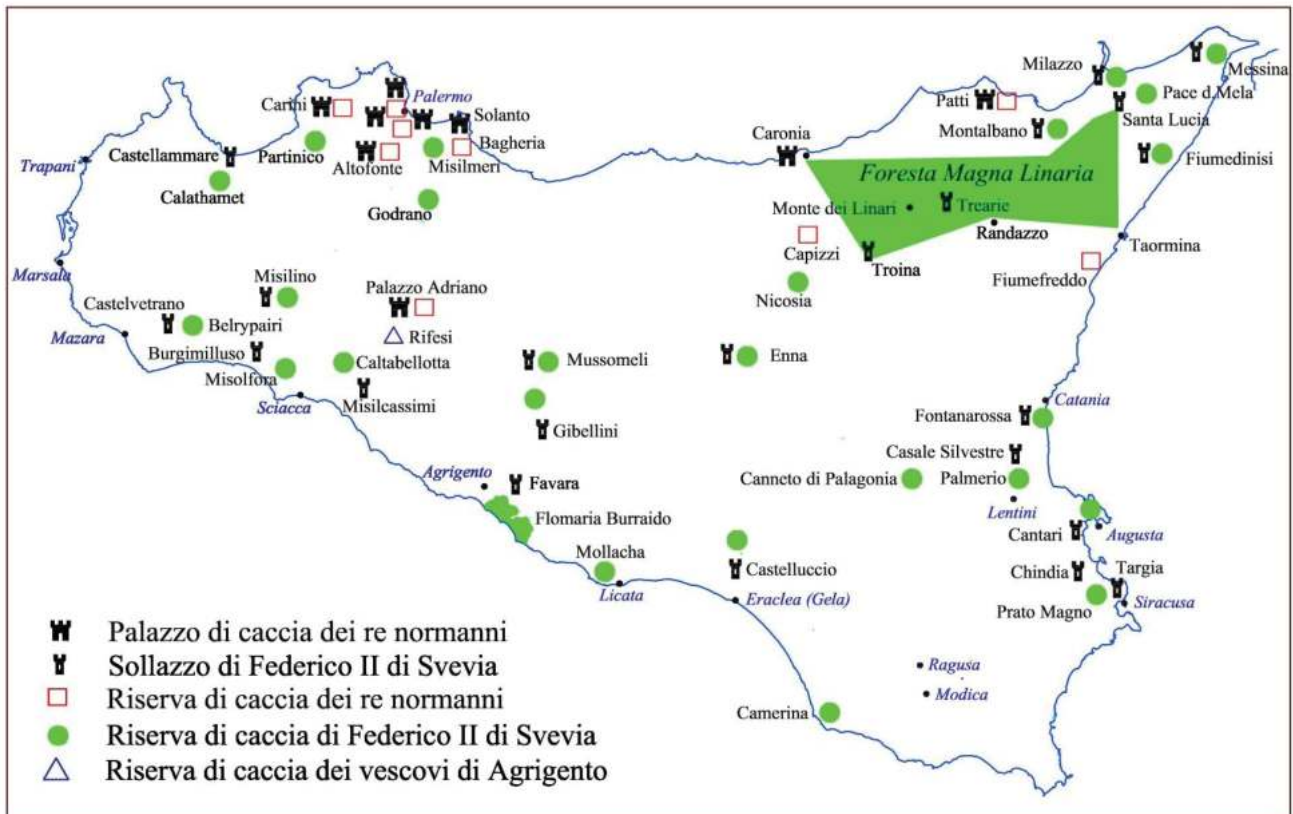 Messina
Milazzo
Pace d.Mela
Carini
Palermo
Solanto
Patti
Santa Lucia
Montalbano
Bagheria
Caronia
Castellammare
Partinico
Altofonte
Misilmeri
Fiumedinisi
Trapani
Foresta Magna Linaria
Calathamet
Godrano
Monte dei Linari
Trearie
Randazzo
Taormina
Capizzi
Troina
Marsala
Misilino
Fiumefreddo
Palazzo Adriano
Nicosia
Castelvetrano
Belrypairi
Mazara
Rifesi
Burgimilluso
Caltabellotta
Mussomeli
Enna
Misolfora
Sciacca
Misilcassimi
Catania
Fontanarossa
Gibellini
Casale Silvestre
Agrigento
Favara
Canneto di Palagonia
Palmerio
Lentini
Flomaria Burraido
Cantari
Augusta
Mollacha
Castelluccio
Chindia
Targia
Licata
Eraclea (Gela)
Prato Magno
Siracusa
Palazzo di caccia dei re normanni
Sollazzo di Federico II di Svevia
Ragusa
Riserva di caccia dei re normanni
Modica
Camerina
Riserva di caccia di Federico II di Svevia
Riserva di caccia dei vescovi di Agrigento